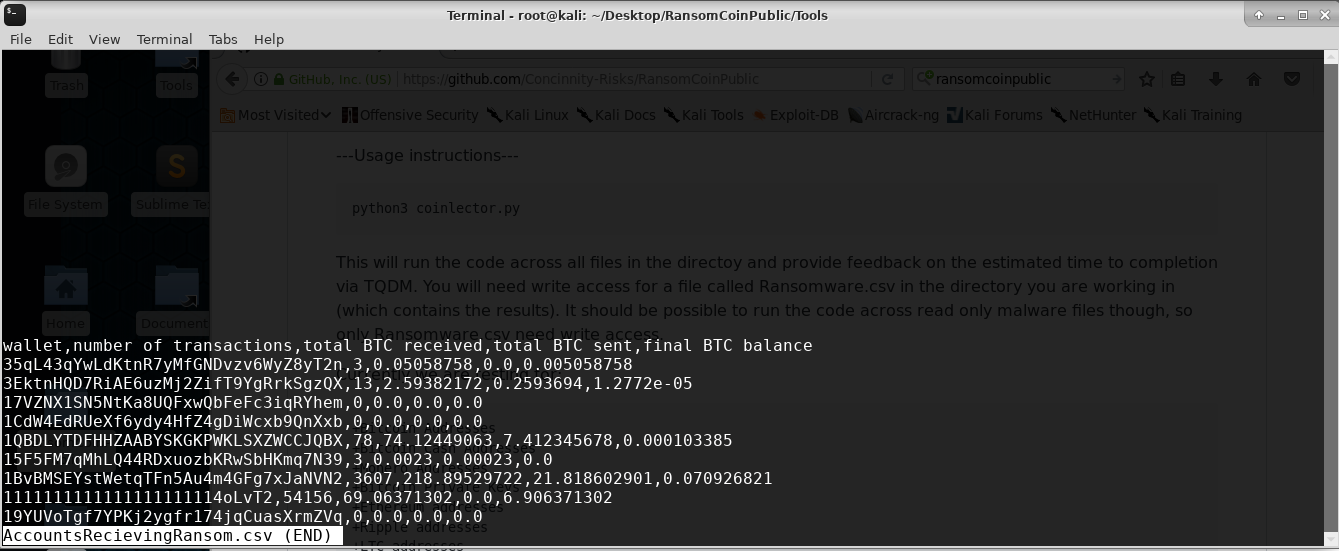 Terminal - root@kali: ~/Desktop/RansomCoinPublic/Tools
File Edit View Terminal Tabs Help
Trash
Tools
File System
Sublime Te
Home
Document
GitHub, Inc. (US) https://github.com/Concinnity-Risks/RansomCoinPublic
ransomcoinpublic
Most Visited Offensive Security Kali Linux Kali Docs Kali Tools Exploit-DB Aircrack-ng Kali Forums NetHunter Kali Training
---Usage instructions---
python3 coinlector.py
This will run the code across all files in the directoy and provide feedback on the estimated time to completion
via TQDM. You will need write access for a file called Ransomware.csv in the directory you are working in
(which contains the results). It should be possible to run the code across read only malware files though, so
only Ransomware.csv need write access.
wallet,number of transactions,total BTC received,total BTC sent,final BTC balance
35qL43qYwLdKtnR7yMfGNDvzv6WyZ8yT2n,3,0.05058758,0.0,0.005058758
3EktnHQD7RiAE6uzMj2ZifT9YgRrkSgzQX,13,2.59382172,0.2593694,1.2772e-05
17VZNX1SN5NtKa8UQFxwQbFeFc3iqRYhem,0,0.0,0.0,0.0
1CdW4EdRUeXf6ydy4HfZ4gDiWcxb9QnXxb,0,0.0,0.0,0.0
1QBDLYTDFHHZAABYSKGKPWKLSXZWCCJQBX,78,74.12449063,7.412345678,0.000103385
15F5FM7qMhLQ44RDxuozbKRwSbHKmq7N39,3,0.0023,0.00023,0.0
1BvBMSEYstWetqTFn5Au4m4GFg7xJaNVN2,3607,218.89529722,21.818602901,0.070926821
1111111111111111111114oLvT2,54156,69.06371302,0.0,6.906371302
19YUVoTgf7YPKj2ygfr174jqCuasXrmZVq,0,0.0,0.0,0.0
AccountsRecievingRansom.csv (END)
+Ethereum addresses
+Ripple addresses
+LTC addresses